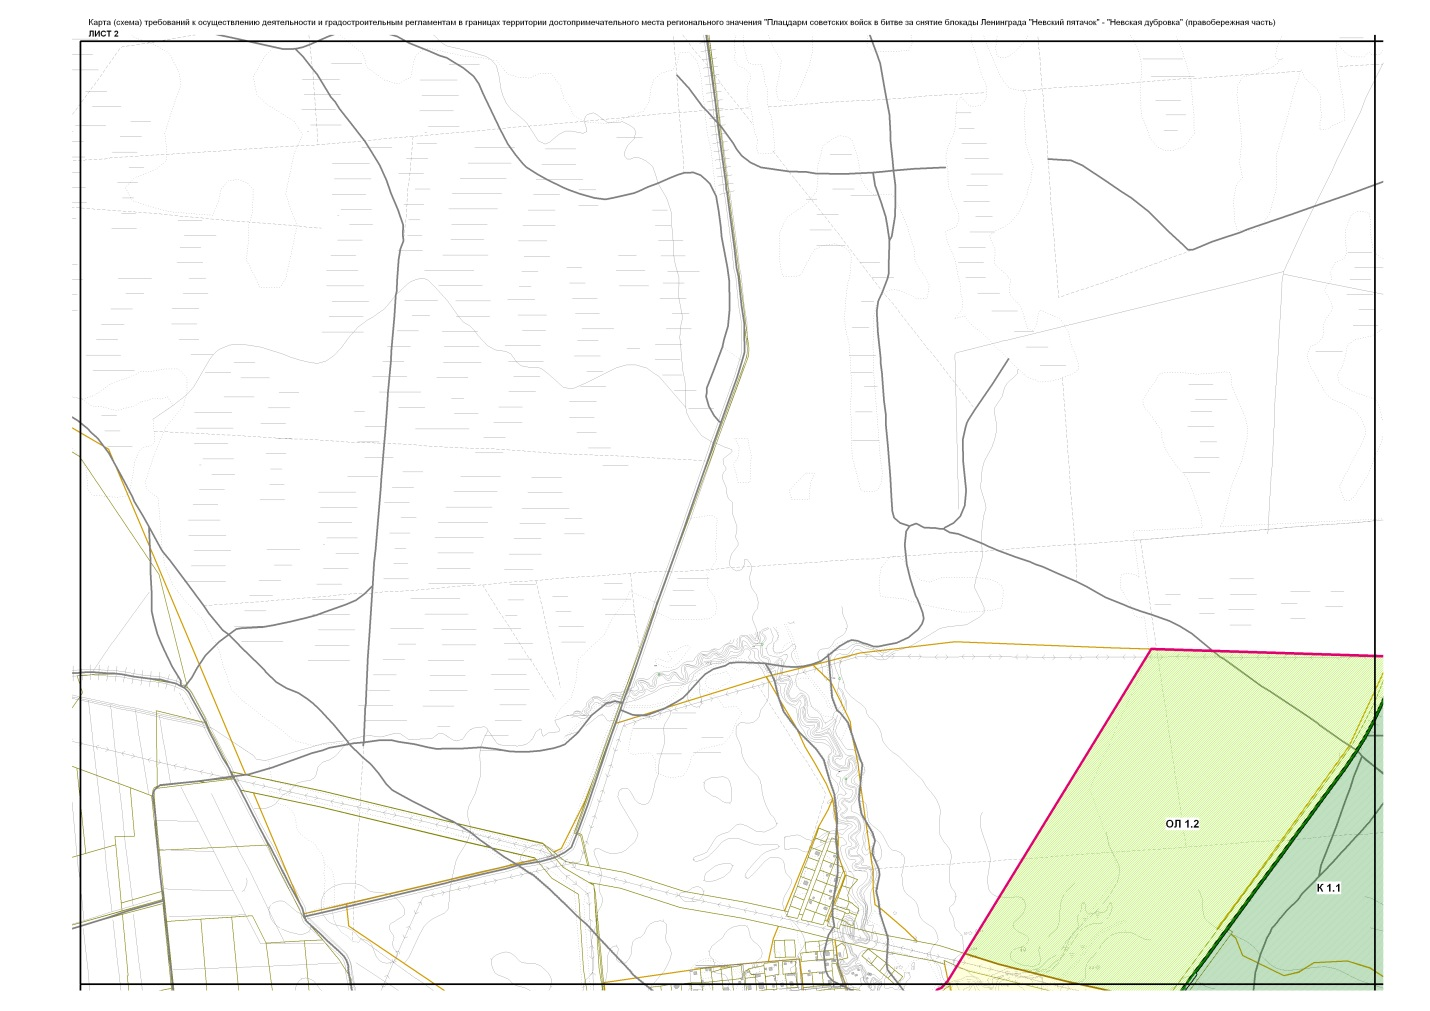 Карта (схема) требований к осуществлению деятельности и градостроительным регламентам в границах территории достопримечательного места регионального значения "Плацдарм советских войск в битве за снятие блокады Ленинграда "Невский пятачок" - "Невская дубровка" (правобережная часть)
ЛИСТ 2
ОЛ 1.2
К 1.1